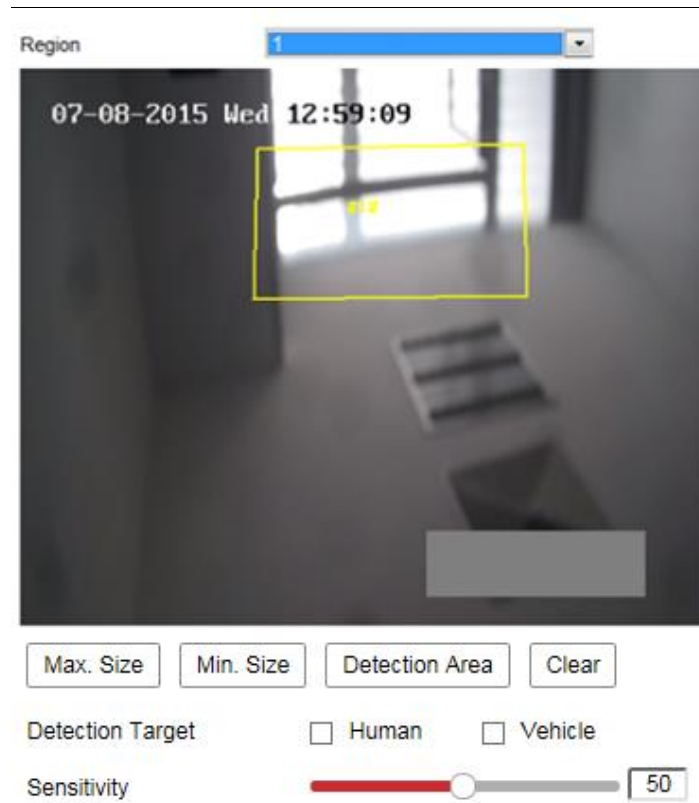 Region 1
07-08-2015 Wed 12:59:09
#1#
Max. Size Min. Size Detection Area Clear
Detection Target Human Vehicle
Sensitivity 50